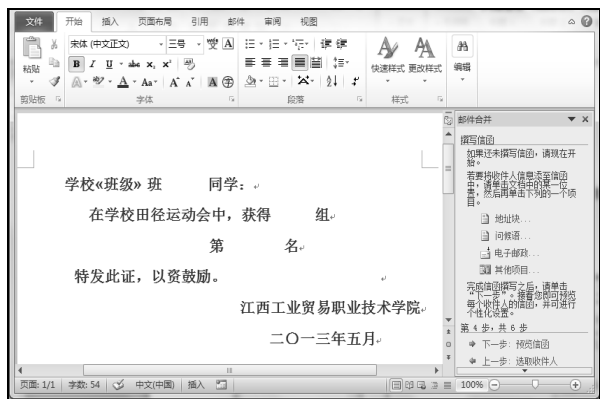 文件 开始 插入 页面布局 引用 邮件 审阅 视图
宋体 (中文正文) 三号 wén 文 A
粘贴 B I U abc x₂ x² 快速样式 更改样式 编辑
A aby A Aa A A A 字
剪贴板 字体 段落 样式
邮件合并
撰写信函
如果还未撰写信函，请现在开
始。
若要将收件人信息添至信函
中，请单击文档中的某一位
置，然后再单击下列的一个项
目。
地址块...
问候语...
电子邮政...
其他项目...
完成信函撰写之后，请单击
“下一步”。接着您即可预览
每个收件人的信函，并可进行
个性化设置。
第 4 步，共 6 步
下一步: 预览信函
上一步: 选取收件人
学校«班级» 班 同学：
在学校田径运动会中，获得 组
第 名
特发此证，以资鼓励。
江西工业贸易职业技术学院
二〇一三年五月
页面: 1/1 字数: 54 中文(中国) 插入 100%